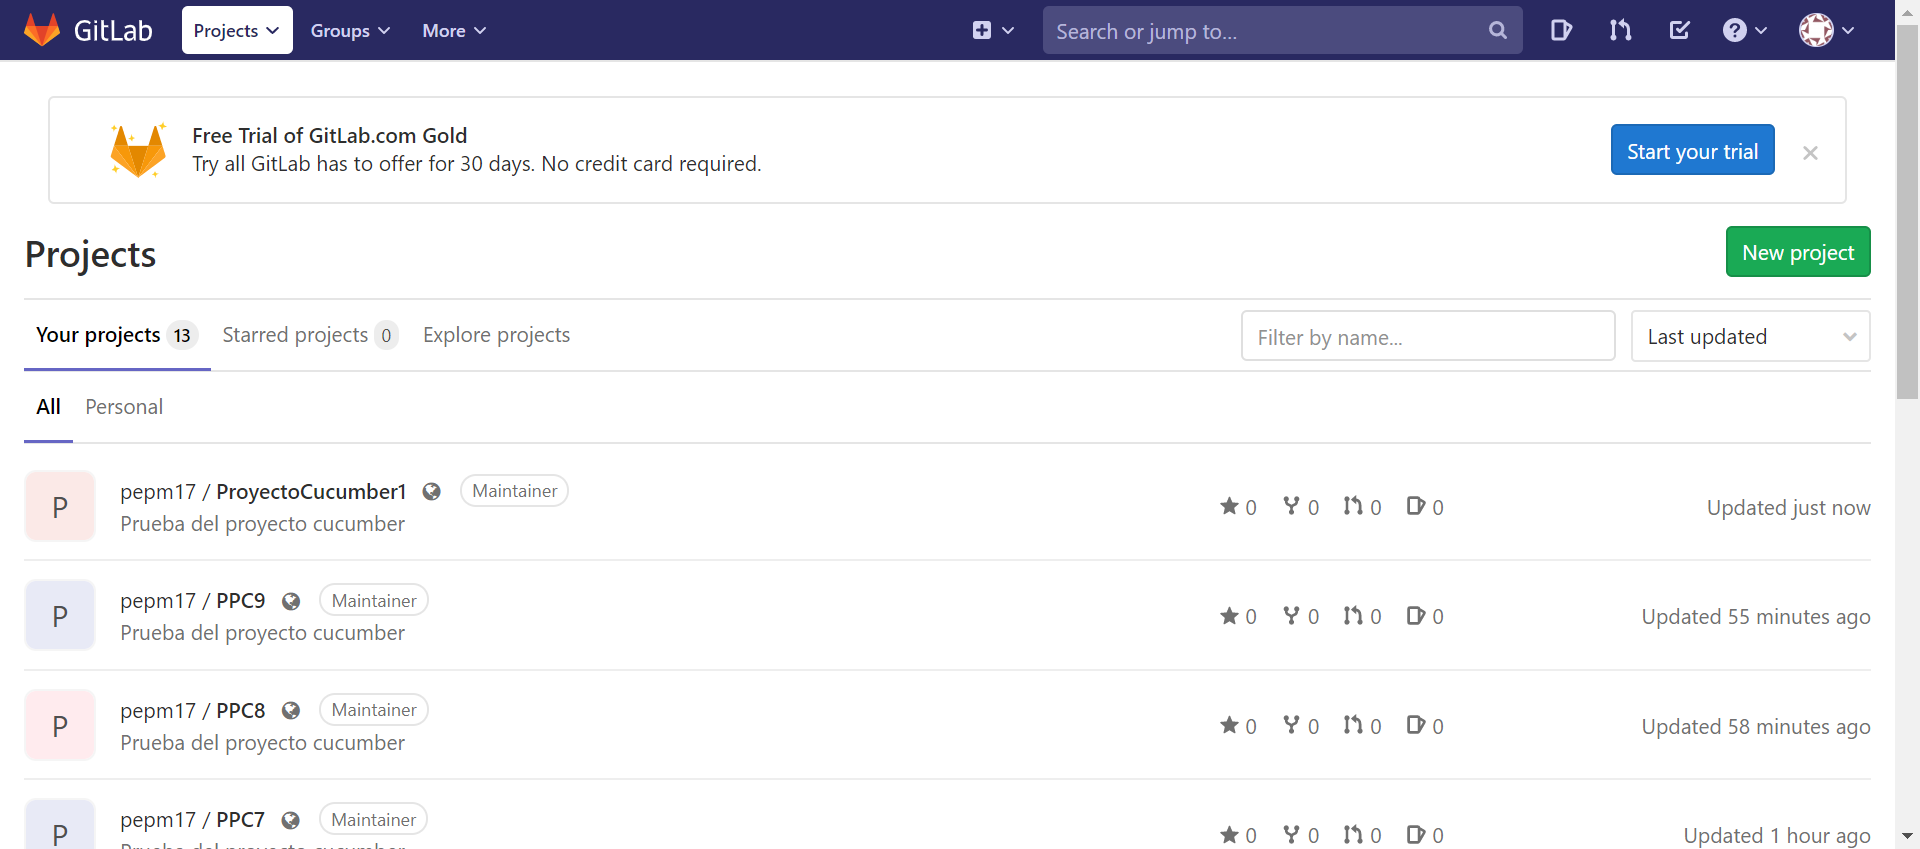 GitLab Projects Groups More Search or jump to...
Free Trial of GitLab.com Gold
Try all GitLab has to offer for 30 days. No credit card required.
Start your trial
Projects
New project
Your projects 13 Starred projects 0 Explore projects Filter by name... Last updated
All Personal
P pepm17 / ProyectoCucumber1 Maintainer
Prueba del proyecto cucumber
0 0 0 0 Updated just now
P pepm17 / PPC9 Maintainer
Prueba del proyecto cucumber
0 0 0 0 Updated 55 minutes ago
P pepm17 / PPC8 Maintainer
Prueba del proyecto cucumber
0 0 0 0 Updated 58 minutes ago
P pepm17 / PPC7 Maintainer
0 0 0 0 Updated 1 hour ago